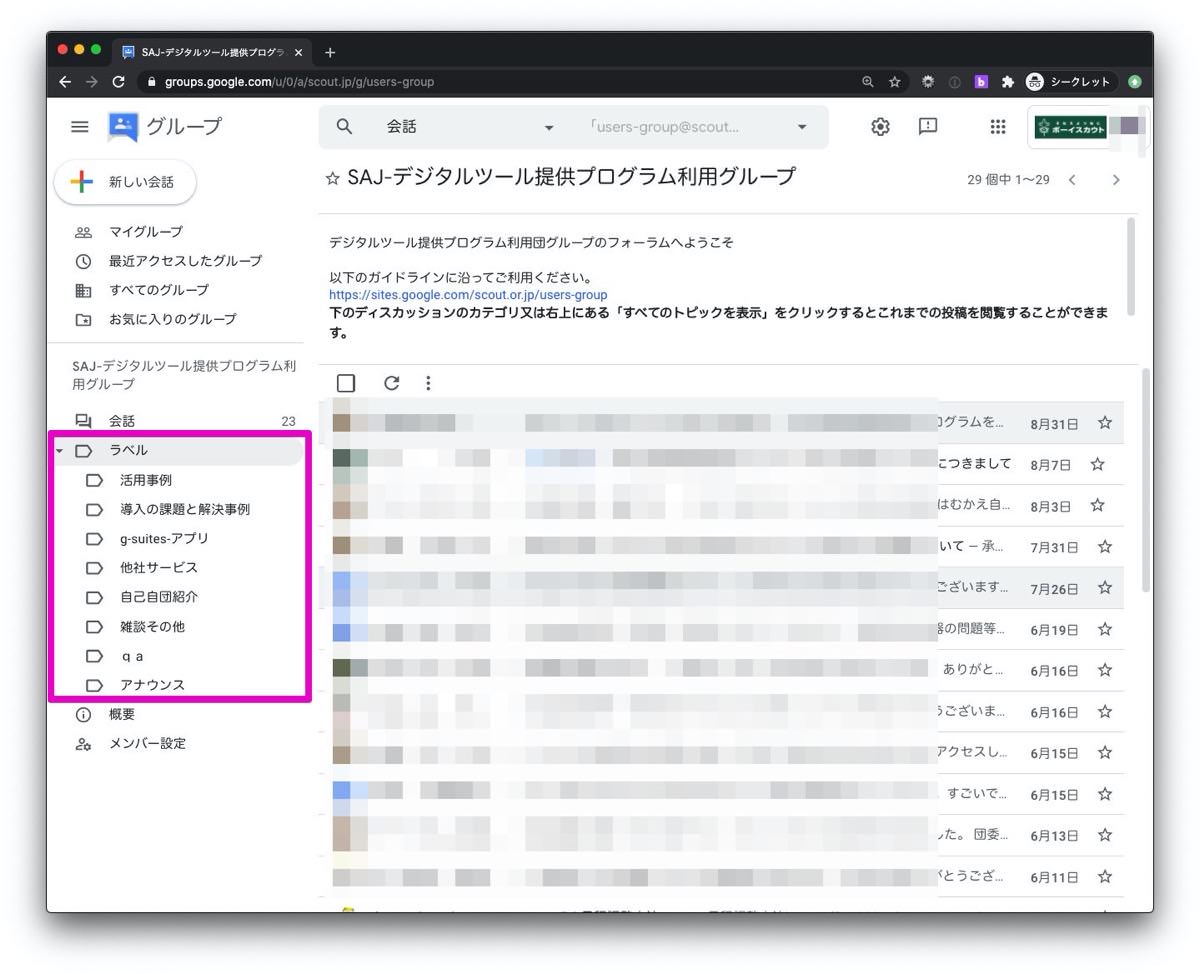 SAJ-デジタルツール提供プログラ
groups.google.com/u/0/a/scout.jp/g/users-group
シークレット
グループ
会話
「users-group@scout...
ボーイスカウト
新しい会話
SAJ-デジタルツール提供プログラム利用グループ
29 個中 1～29
マイグループ
最近アクセスしたグループ
すべてのグループ
お気に入りのグループ
デジタルツール提供プログラム利用団グループのフォーラムへようこそ
以下のガイドラインに沿ってご利用ください。
https://sites.google.com/scout.or.jp/users-group
下のディスカッションのカテゴリ又は右上にある「すべてのトピックを表示」をクリックするとこれまでの投稿を閲覧することができま
す。
SAJ-デジタルツール提供プログラム利
用グループ
会話 23
ラベル
活用事例
導入の課題と解決事例
g-suites-アプリ
他社サービス
自己自団紹介
雑談その他
ｑａ
アナウンス
概要
メンバー設定
ログラムを... 8月31日
につきまして 8月7日
はむかえ自... 8月3日
いて – 承... 7月31日
ございます... 7月26日
器の問題等... 6月19日
ありがと... 6月16日
うございま... 6月16日
アクセスし... 6月15日
すごいで... 6月15日
した。団委... 6月13日
がとうござ... 6月11日